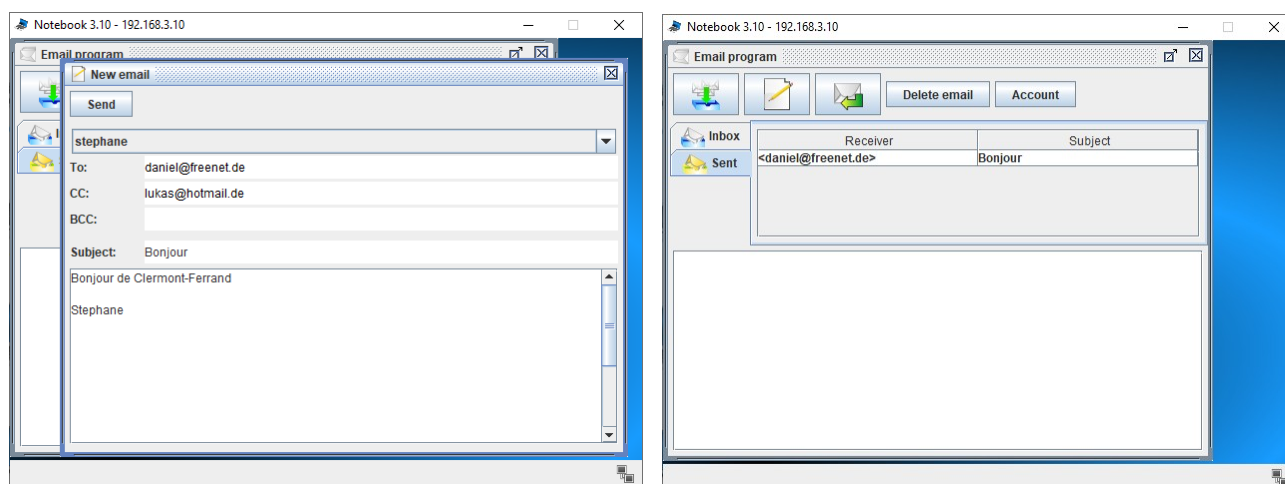 Notebook 3.10 - 192.168.3.10
Email program
New email
Send
stephane
To: daniel@freenet.de
CC: lukas@hotmail.de
BCC:
Subject: Bonjour
Bonjour de Clermont-Ferrand
Stephane
Notebook 3.10 - 192.168.3.10
Email program
Delete email Account
Inbox
Sent
Receiver Subject
<daniel@freenet.de> Bonjour